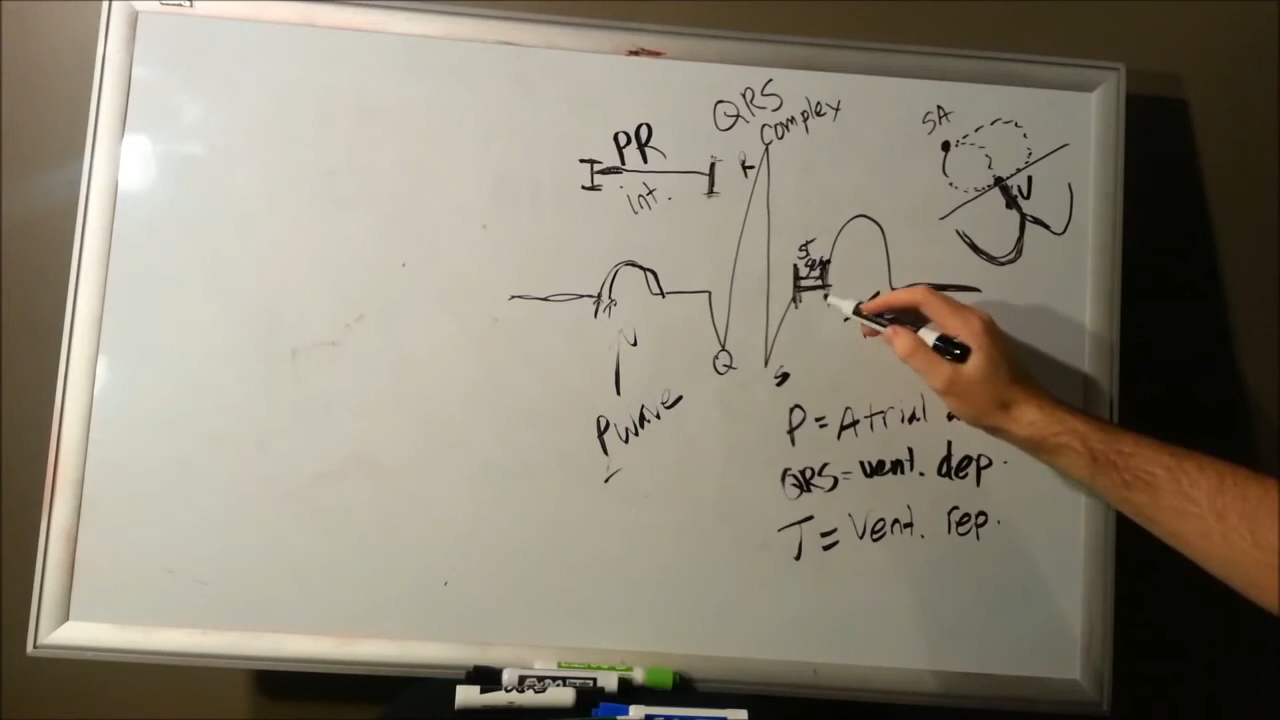 QRS
complex
PR
int.
SA
R
ST
Q
S
P wave
P = Atrial
QRS = vent. dep.
T = Vent. rep.